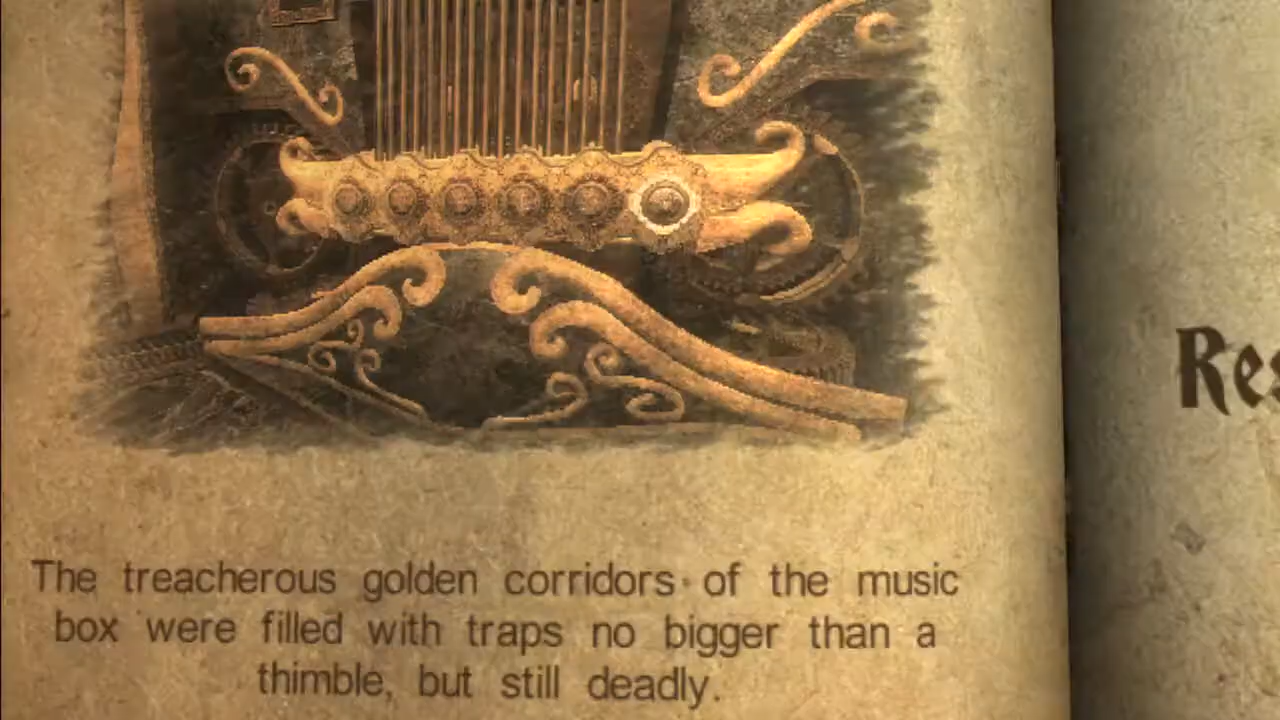 The treacherous golden corridors of the music
box were filled with traps no bigger than a
thimble, but still deadly.